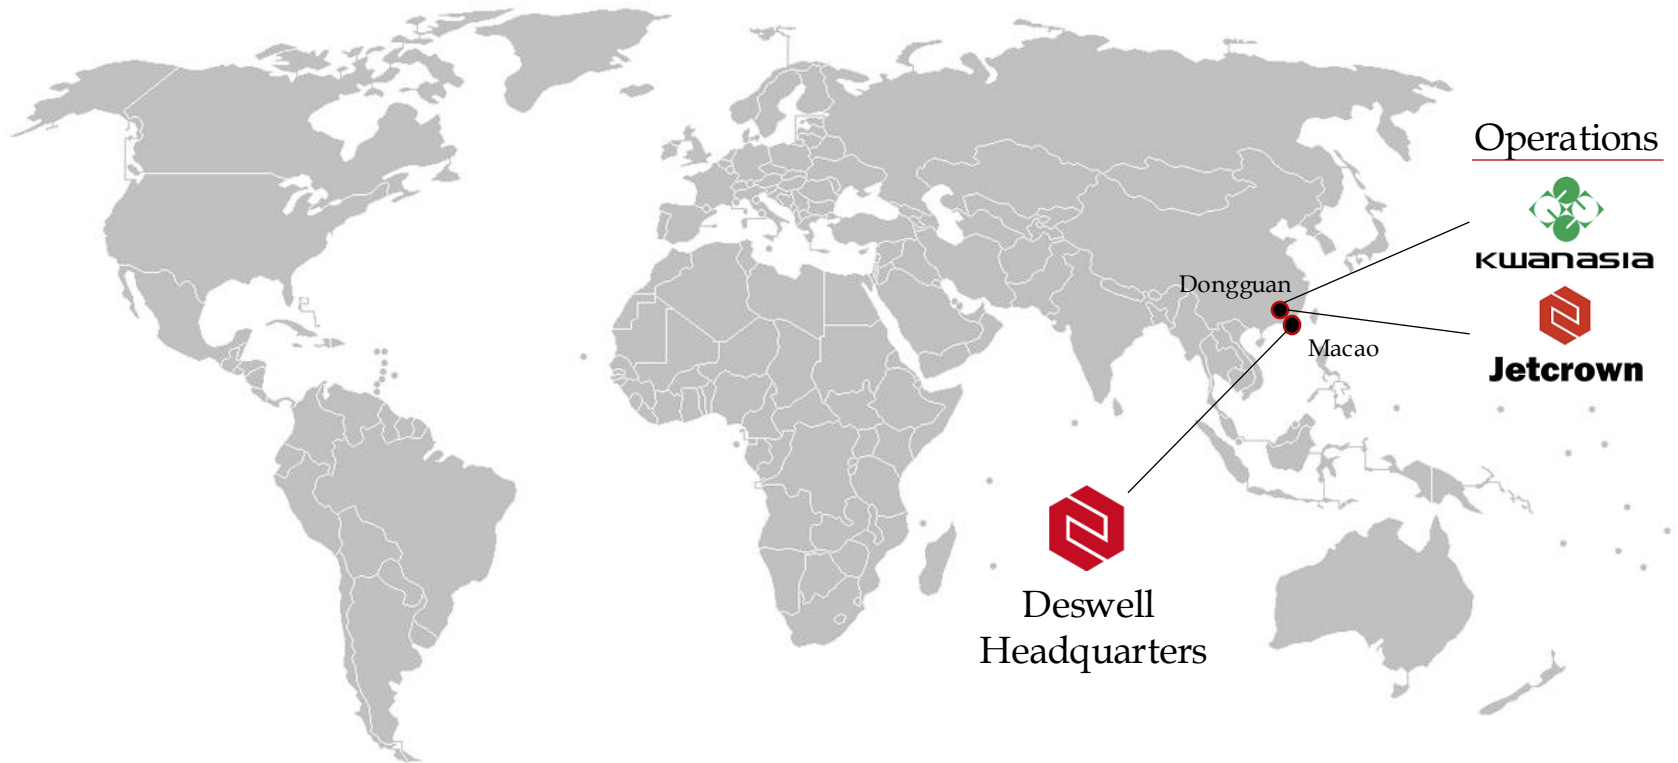 Operations
KWANASIA
Dongguan
Jetcrown
Macao
Deswell
Headquarters